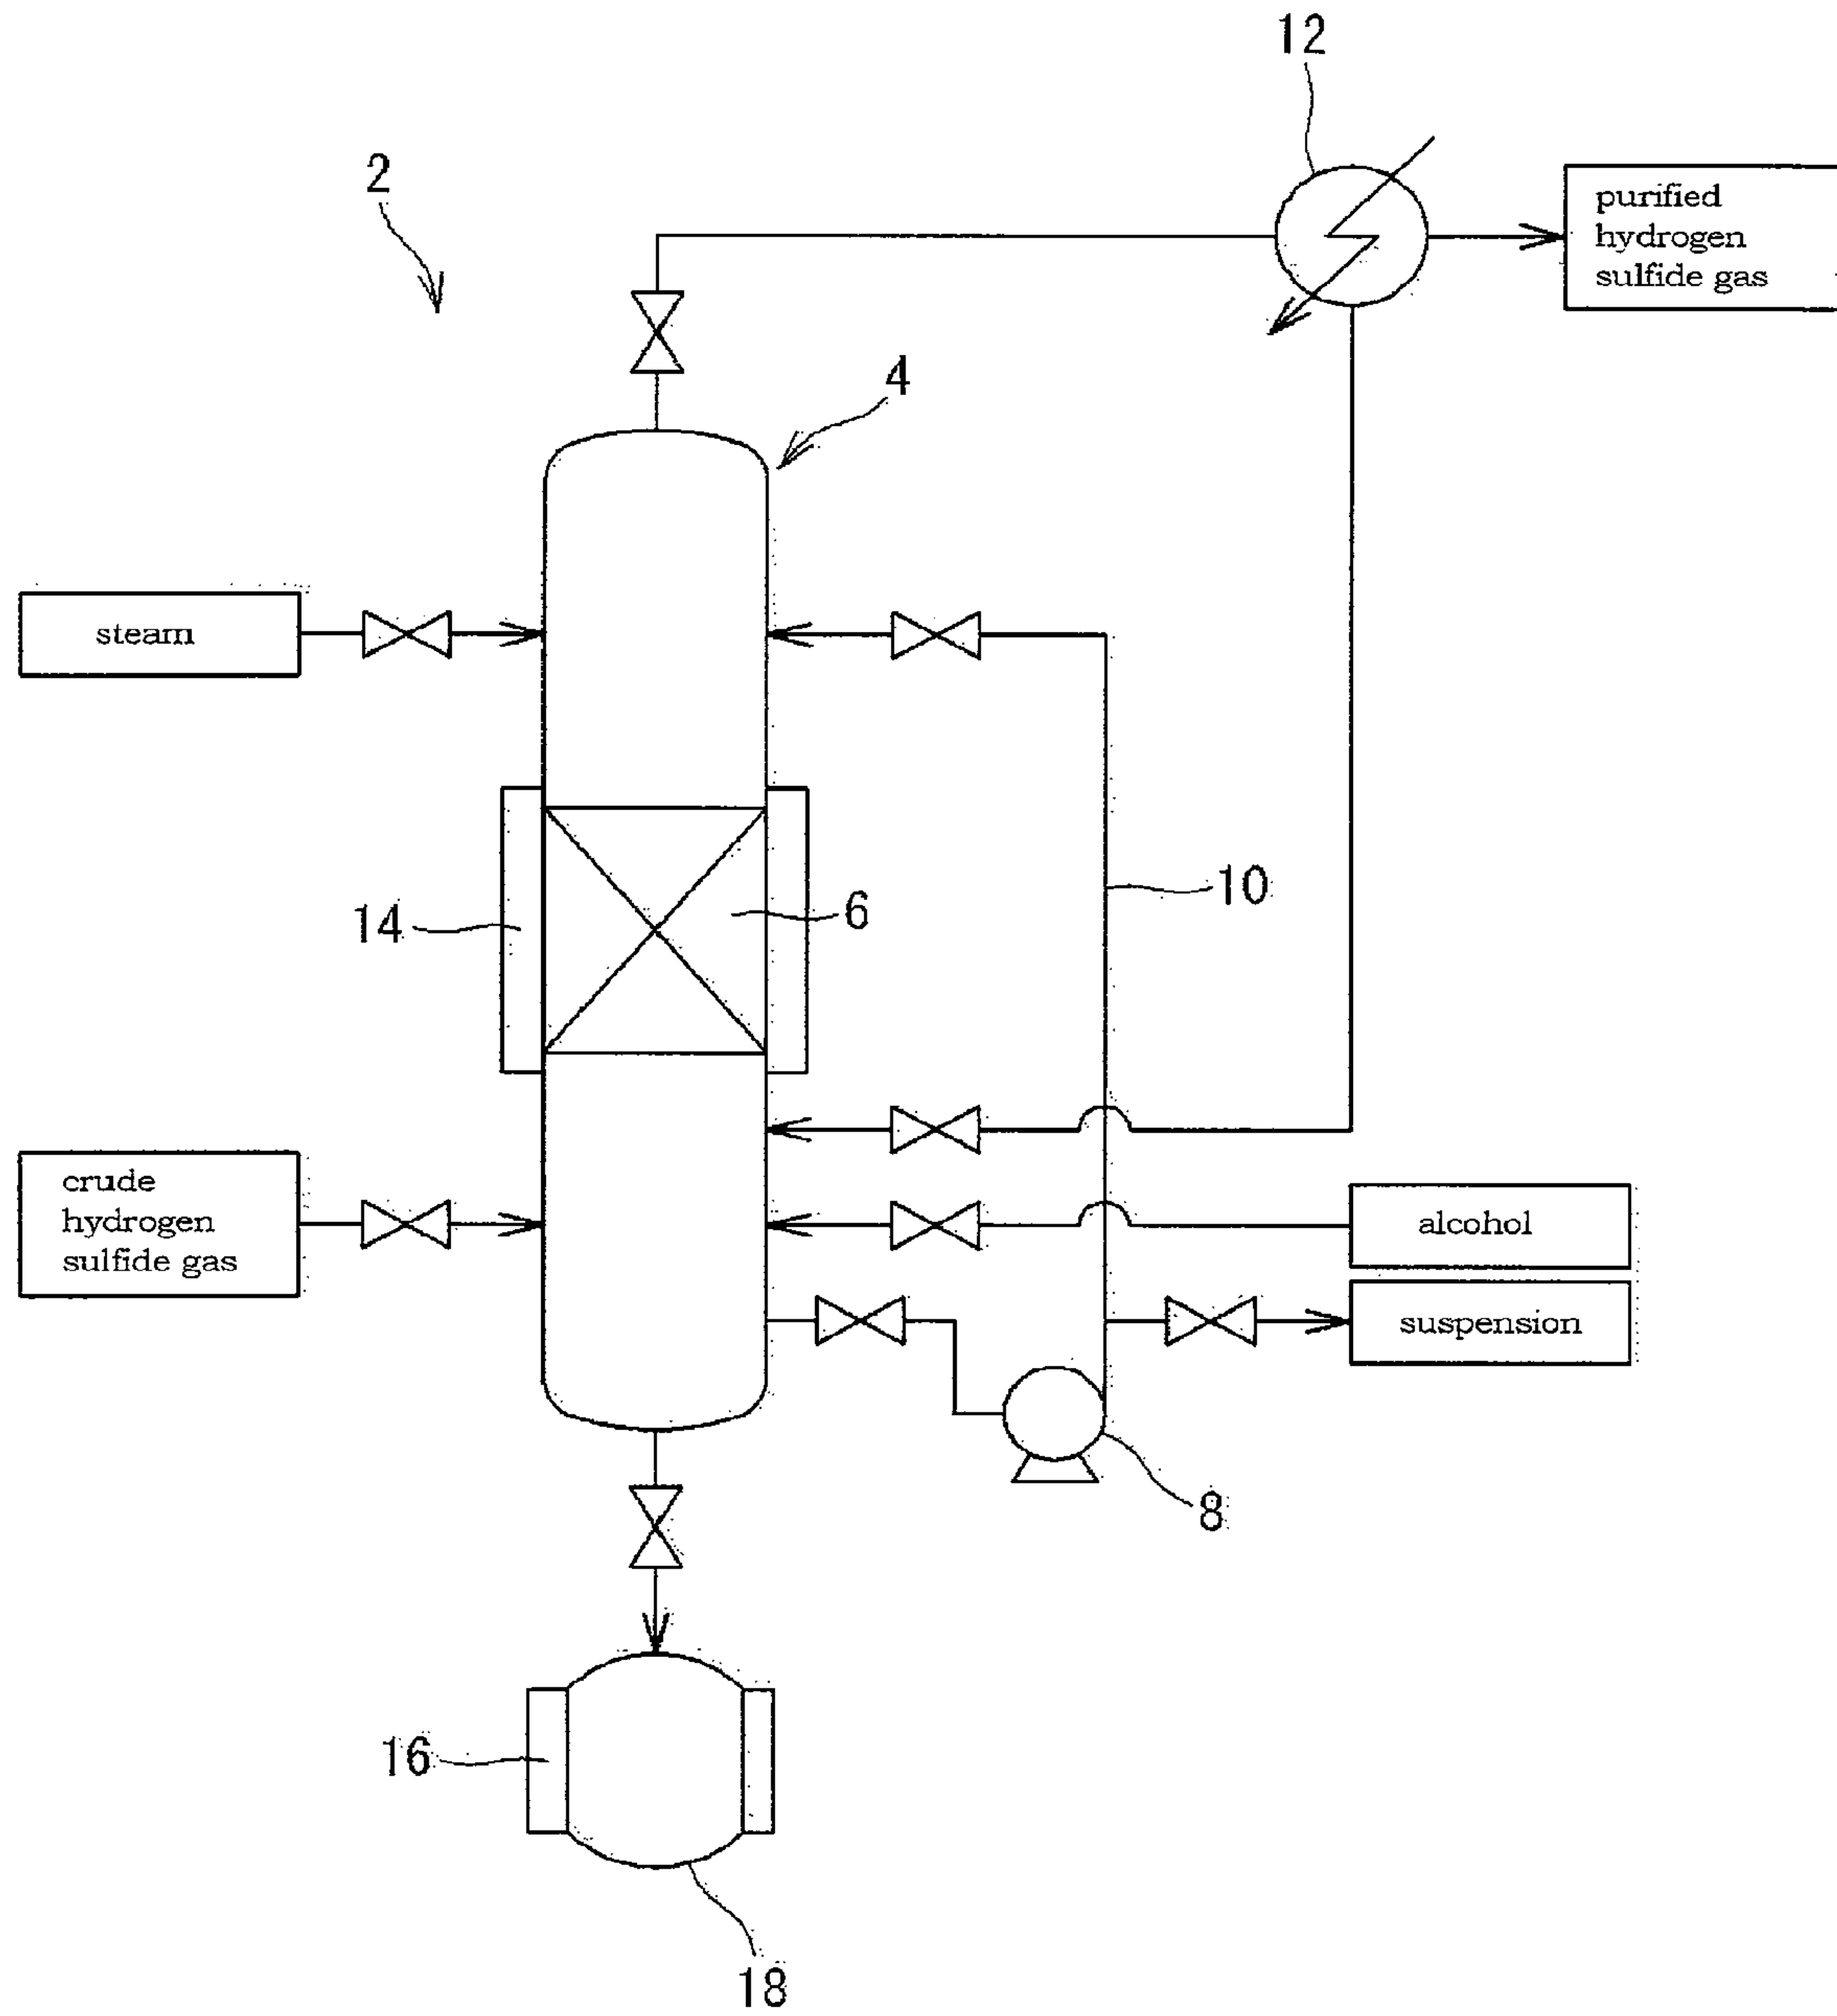 12
2
purified
hydrogen
sulfide gas
4
steam
10
6
14
crude
hydrogen
sulfide gas
alcohol
suspension
8
16
18